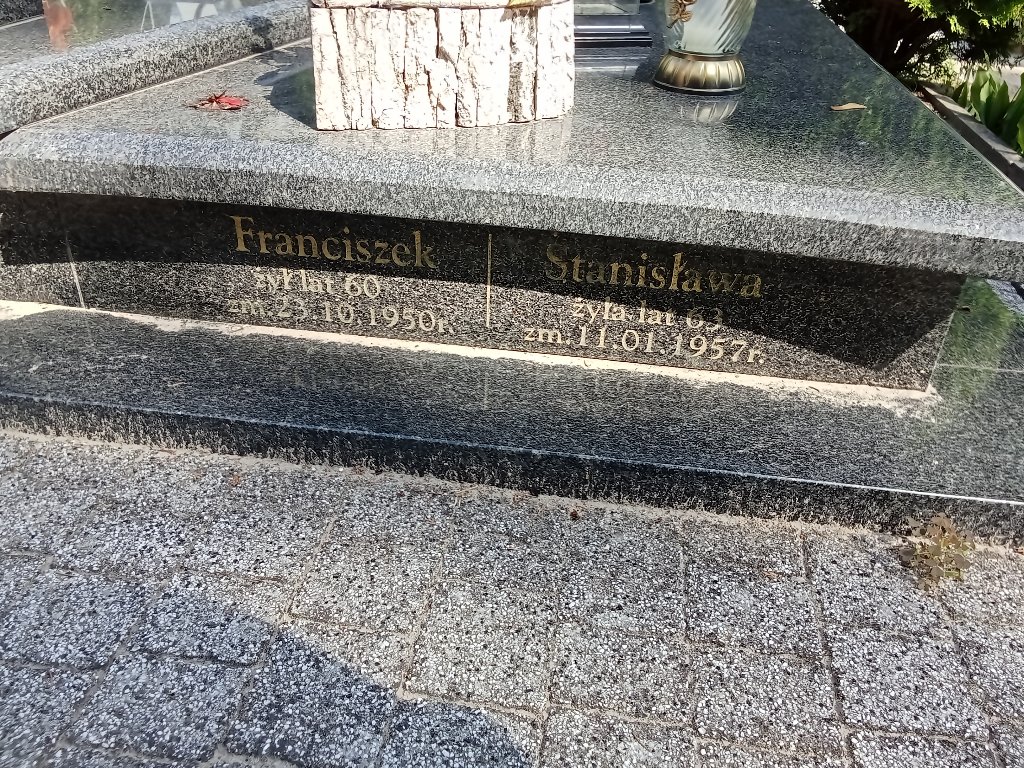 Franciszek
żył lat 60
zm. 23.10.1950r.
Stanisława
żyła lat 63
zm. 11.01.1957r.